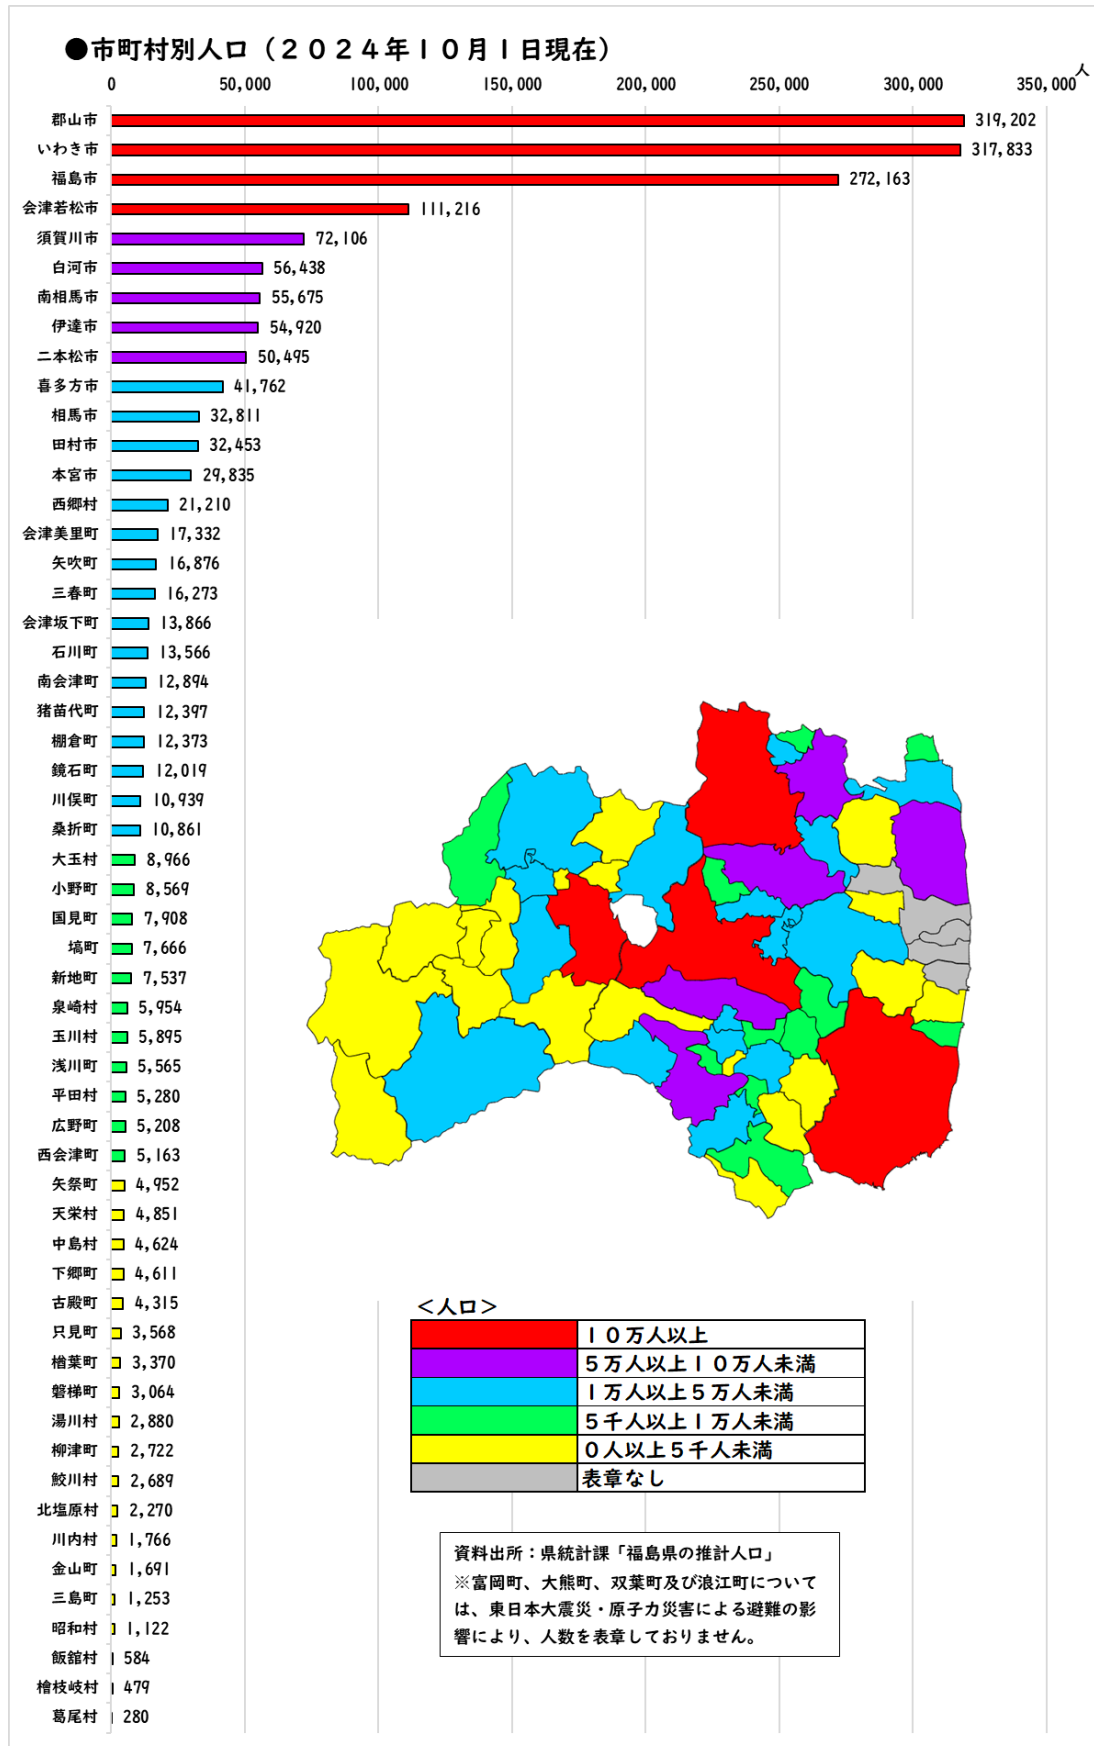 ●市町村別人口（２０２４年１０月１日現在）
人
0 50,000 100,000 150,000 200,000 250,000 300,000 350,000
郡山市 319,202
いわき市 317,833
福島市 272,163
会津若松市 111,216
須賀川市 72,106
白河市 56,438
南相馬市 55,675
伊達市 54,920
二本松市 50,495
喜多方市 41,762
相馬市 32,811
田村市 32,453
本宮市 29,835
西郷村 21,210
会津美里町 17,332
矢吹町 16,876
三春町 16,273
会津坂下町 13,866
石川町 13,566
南会津町 12,894
猪苗代町 12,397
棚倉町 12,373
鏡石町 12,019
川俣町 10,939
桑折町 10,861
大玉村 8,966
小野町 8,569
国見町 7,908
塙町 7,666
新地町 7,537
泉崎村 5,954
玉川村 5,895
浅川町 5,565
平田村 5,280
広野町 5,208
西会津町 5,163
矢祭町 4,952
天栄村 4,851
中島村 4,624
下郷町 4,611
古殿町 4,315
只見町 3,568
楢葉町 3,370
磐梯町 3,064
湯川村 2,880
柳津町 2,722
鮫川村 2,689
北塩原村 2,270
川内村 1,766
金山町 1,691
三島町 1,253
昭和村 1,122
飯舘村 584
檜枝岐村 479
葛尾村 280
＜人口＞
１０万人以上
５万人以上１０万人未満
１万人以上５万人未満
５千人以上１万人未満
０人以上５千人未満
表章なし
資料出所：県統計課「福島県の推計人口」
※富岡町、大熊町、双葉町及び浪江町について
は、東日本大震災・原子力災害による避難の影
響により、人数を表章しておりません。